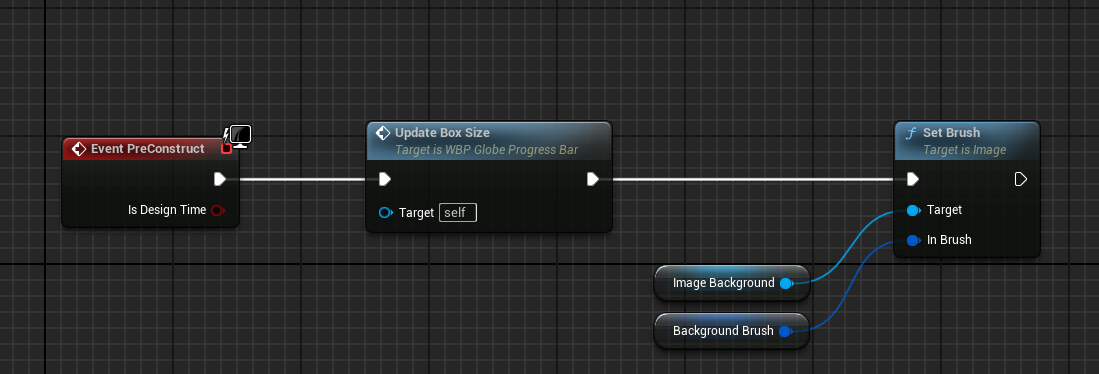 Event PreConstruct
Is Design Time
Update Box Size
Target is WBP Globe Progress Bar
Target self
Set Brush
Target is Image
Target
In Brush
Image Background
Background Brush